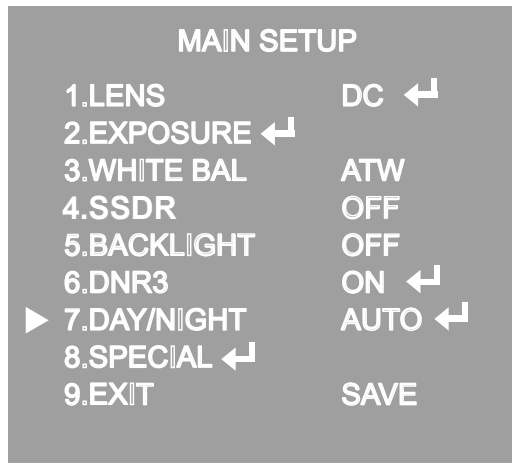 MAIN SETUP
1.LENS DC ↵
2.EXPOSURE ↵
3.WHITE BAL ATW
4.SSDR OFF
5.BACKLIGHT OFF
6.DNR3 ON ↵
▶ 7.DAY/NIGHT AUTO ↵
8.SPECIAL ↵
9.EXIT SAVE